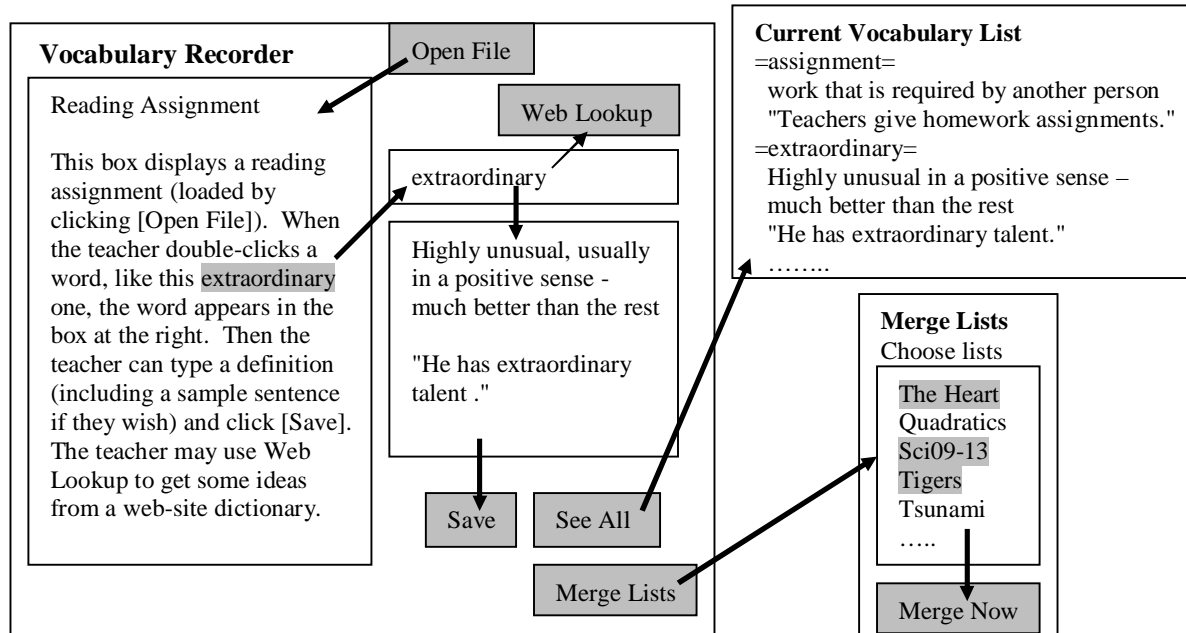 Vocabulary Recorder
Open File
Reading Assignment
This box displays a reading
assignment (loaded by
clicking [Open File]). When
the teacher double-clicks a
word, like this extraordinary
one, the word appears in the
box at the right. Then the
teacher can type a definition
(including a sample sentence
if they wish) and click [Save].
The teacher may use Web
Lookup to get some ideas
from a web-site dictionary.
Web Lookup
extraordinary
Highly unusual, usually
in a positive sense -
much better than the rest
"He has extraordinary
talent ."
Save
See All
Merge Lists
Current Vocabulary List
=assignment=
work that is required by another person
"Teachers give homework assignments."
=extraordinary=
Highly unusual in a positive sense –
much better than the rest
"He has extraordinary talent."
……..
Merge Lists
Choose lists
The Heart
Quadratics
Sci09-13
Tigers
Tsunami
…..
Merge Now